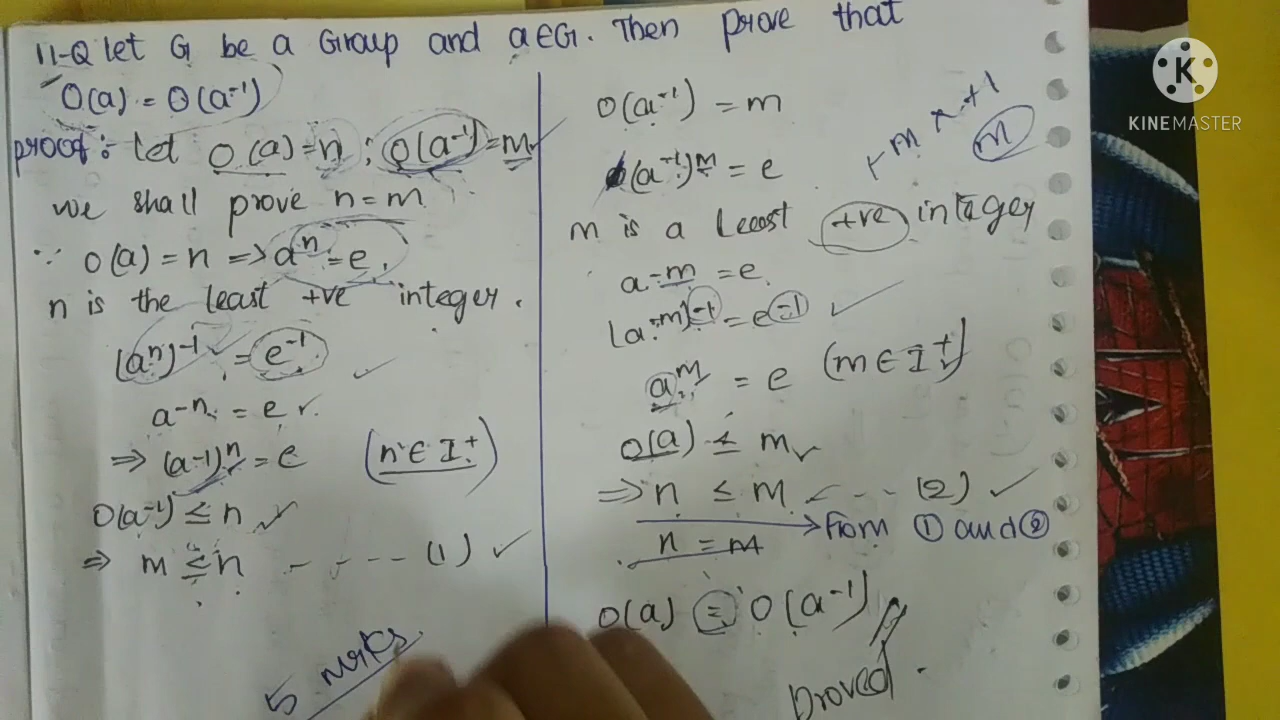 11-Q let G be a Group and a∈G. Then prove that
O(a) = O(a⁻¹)
proof:- Let O(a)=n ; O(a⁻¹)=m
we shall prove n=m
∵ O(a)=n => aⁿ=e.
n is the least +ve integer.
(aⁿ)⁻¹ = e⁻¹
a⁻ⁿ = e
=> (a-1)ⁿ = e (n∈I⁺)
O(a⁻¹) ≤ n
=> m ≤ n ----- (1)
5 mrks
O(a⁻¹) = m
(a⁻¹)ᵐ = e
m is a Least +ve integer
a-m = e
(a-m)⁻¹ = e⁻¹
aᵐ = e (m∈I⁺)
O(a) ≤ m
=> n ≤ m --- (2)
n = m From ① and ②
O(a) = O(a⁻¹)
proved.
KINEMASTER